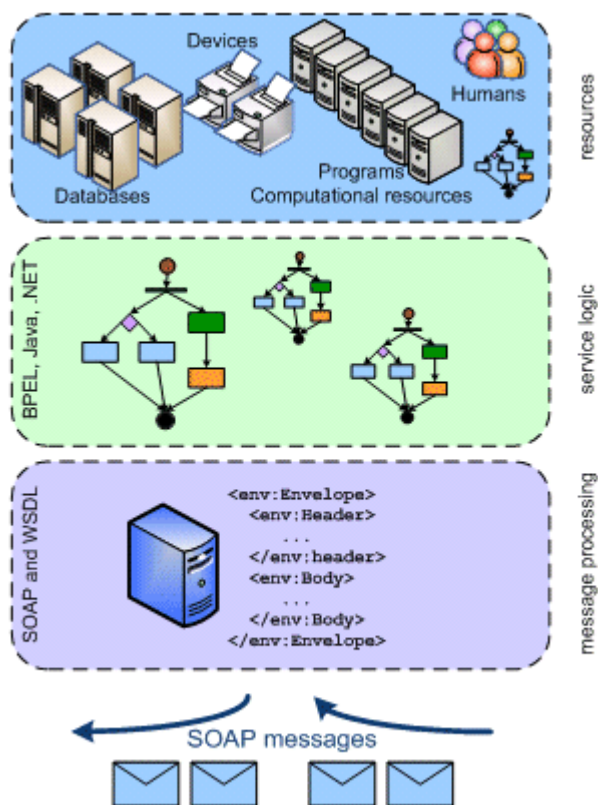 Devices
Humans
Databases
Programs
Computational resources
resources
BPEL, Java, .NET
service logic
SOAP and WSDL
<env:Envelope>
<env:Header>
...
</env:header>
<env:Body>
...
</env:Body>
</env:Envelope>
message processing
SOAP messages